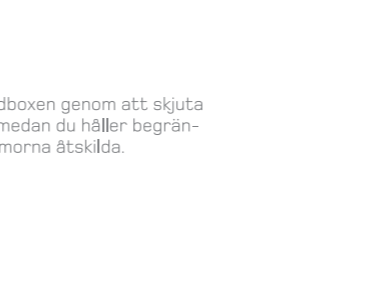 dboxen genom att skjuta
medan du håller begrän-
morna åtskilda.